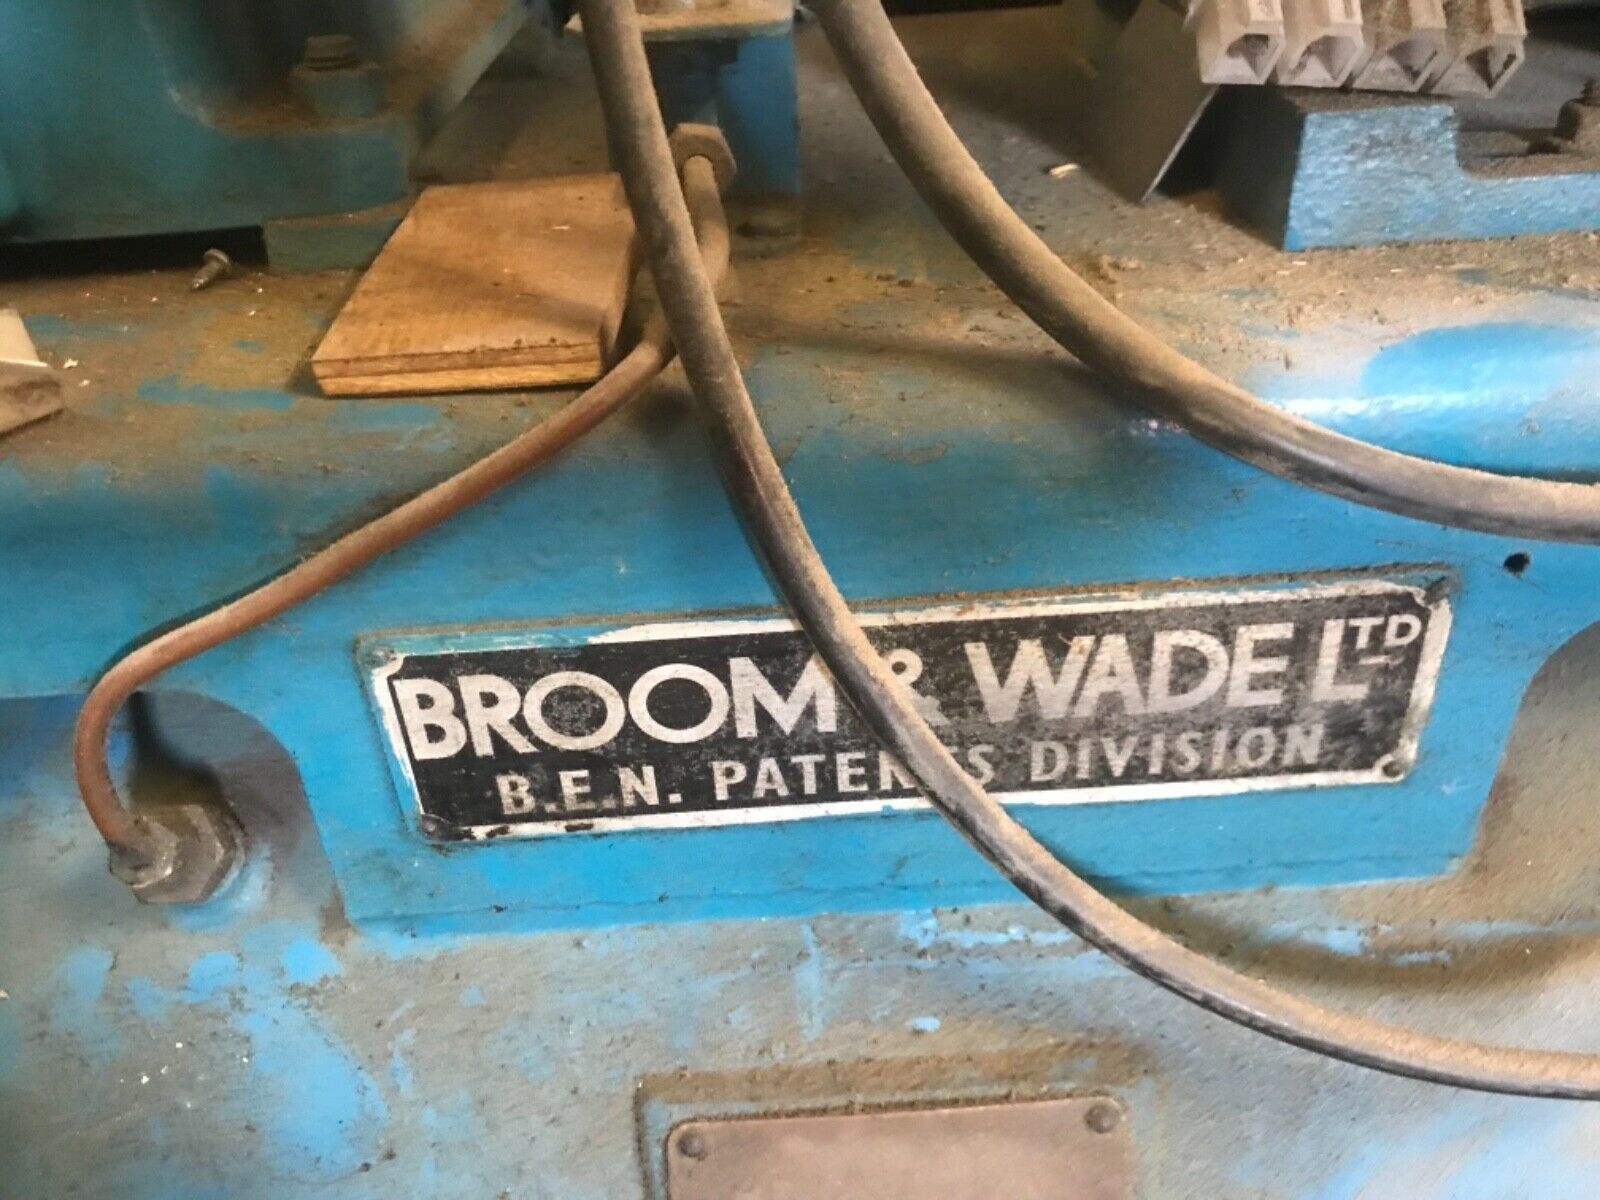 BROOM & WADE LTD
B.E.N. PATENTS DIVISION